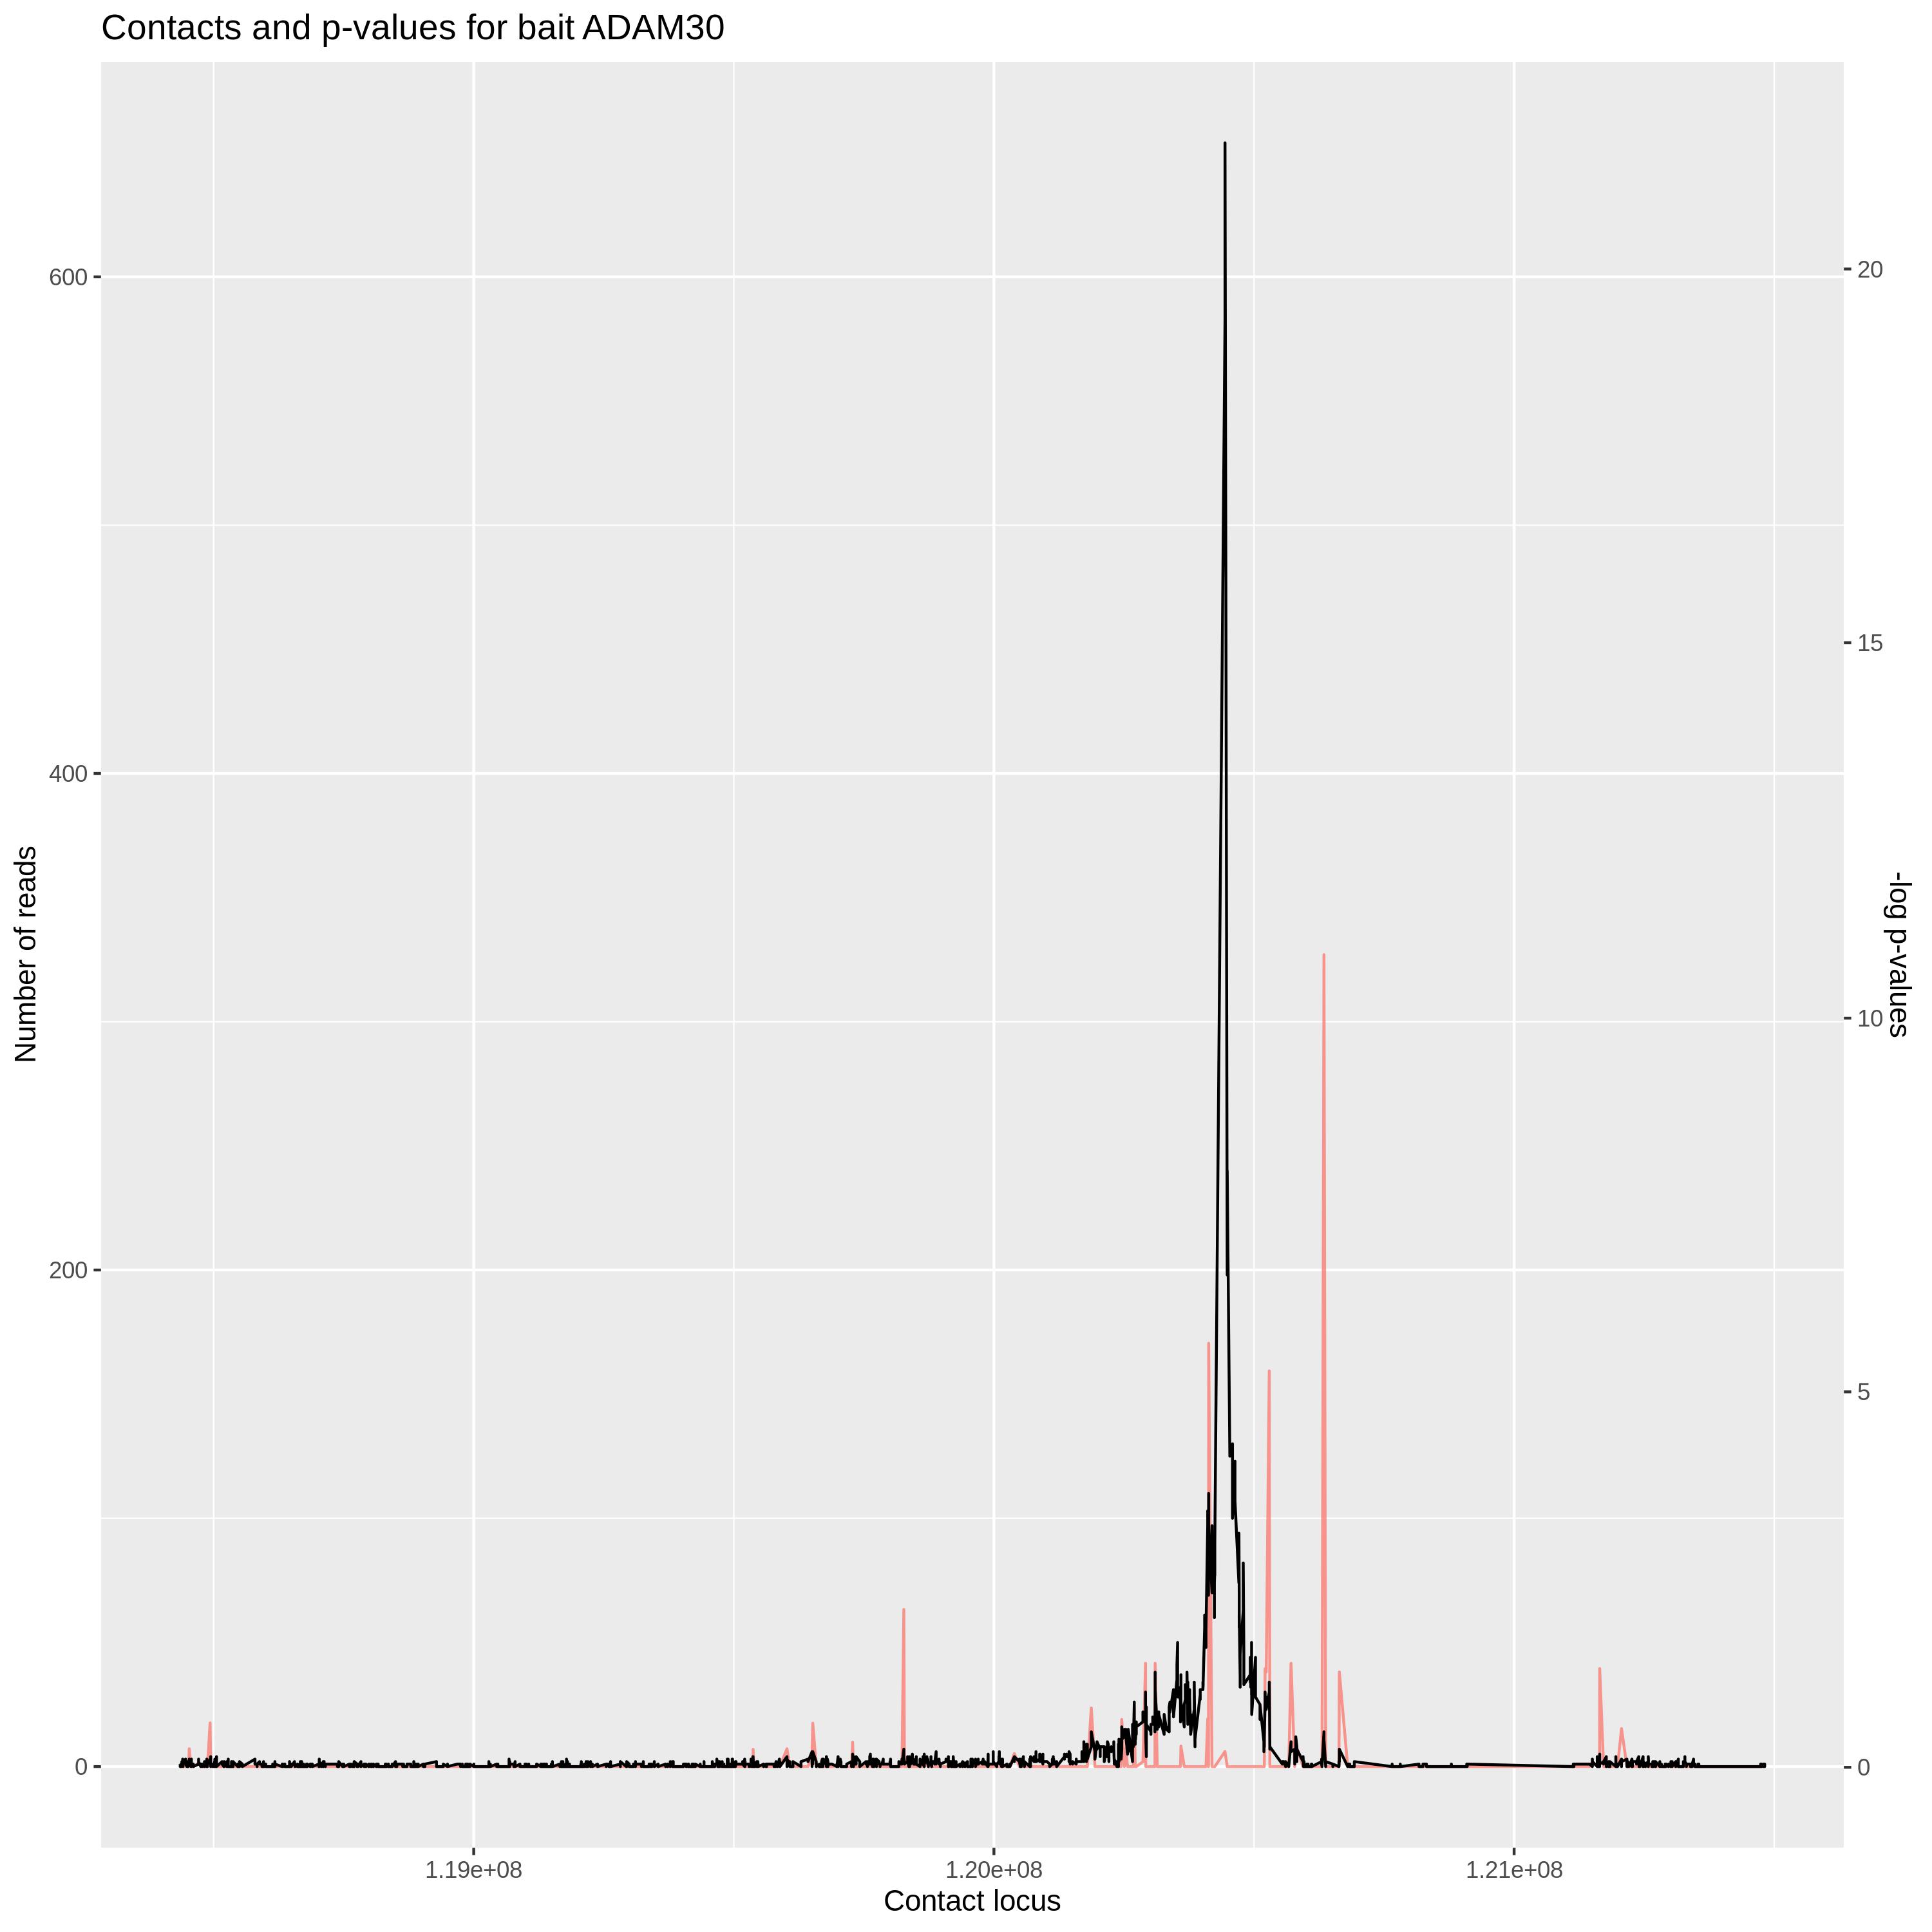 Contacts and p-values for bait ADAM30
600
400
200
0
Number of reads
20
15
10
5
0
-log p-values
1.19e+08
1.20e+08
1.21e+08
Contact locus